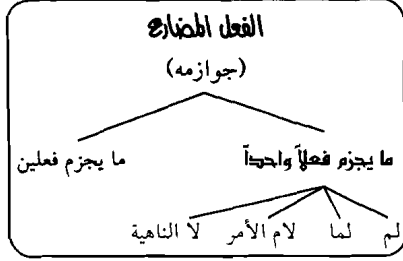 الفعل المضارع
(جوازمه)
ما يجزم فعلاً واحداً ما يجزم فعلين
لم لما لام الأمر لا الناهية